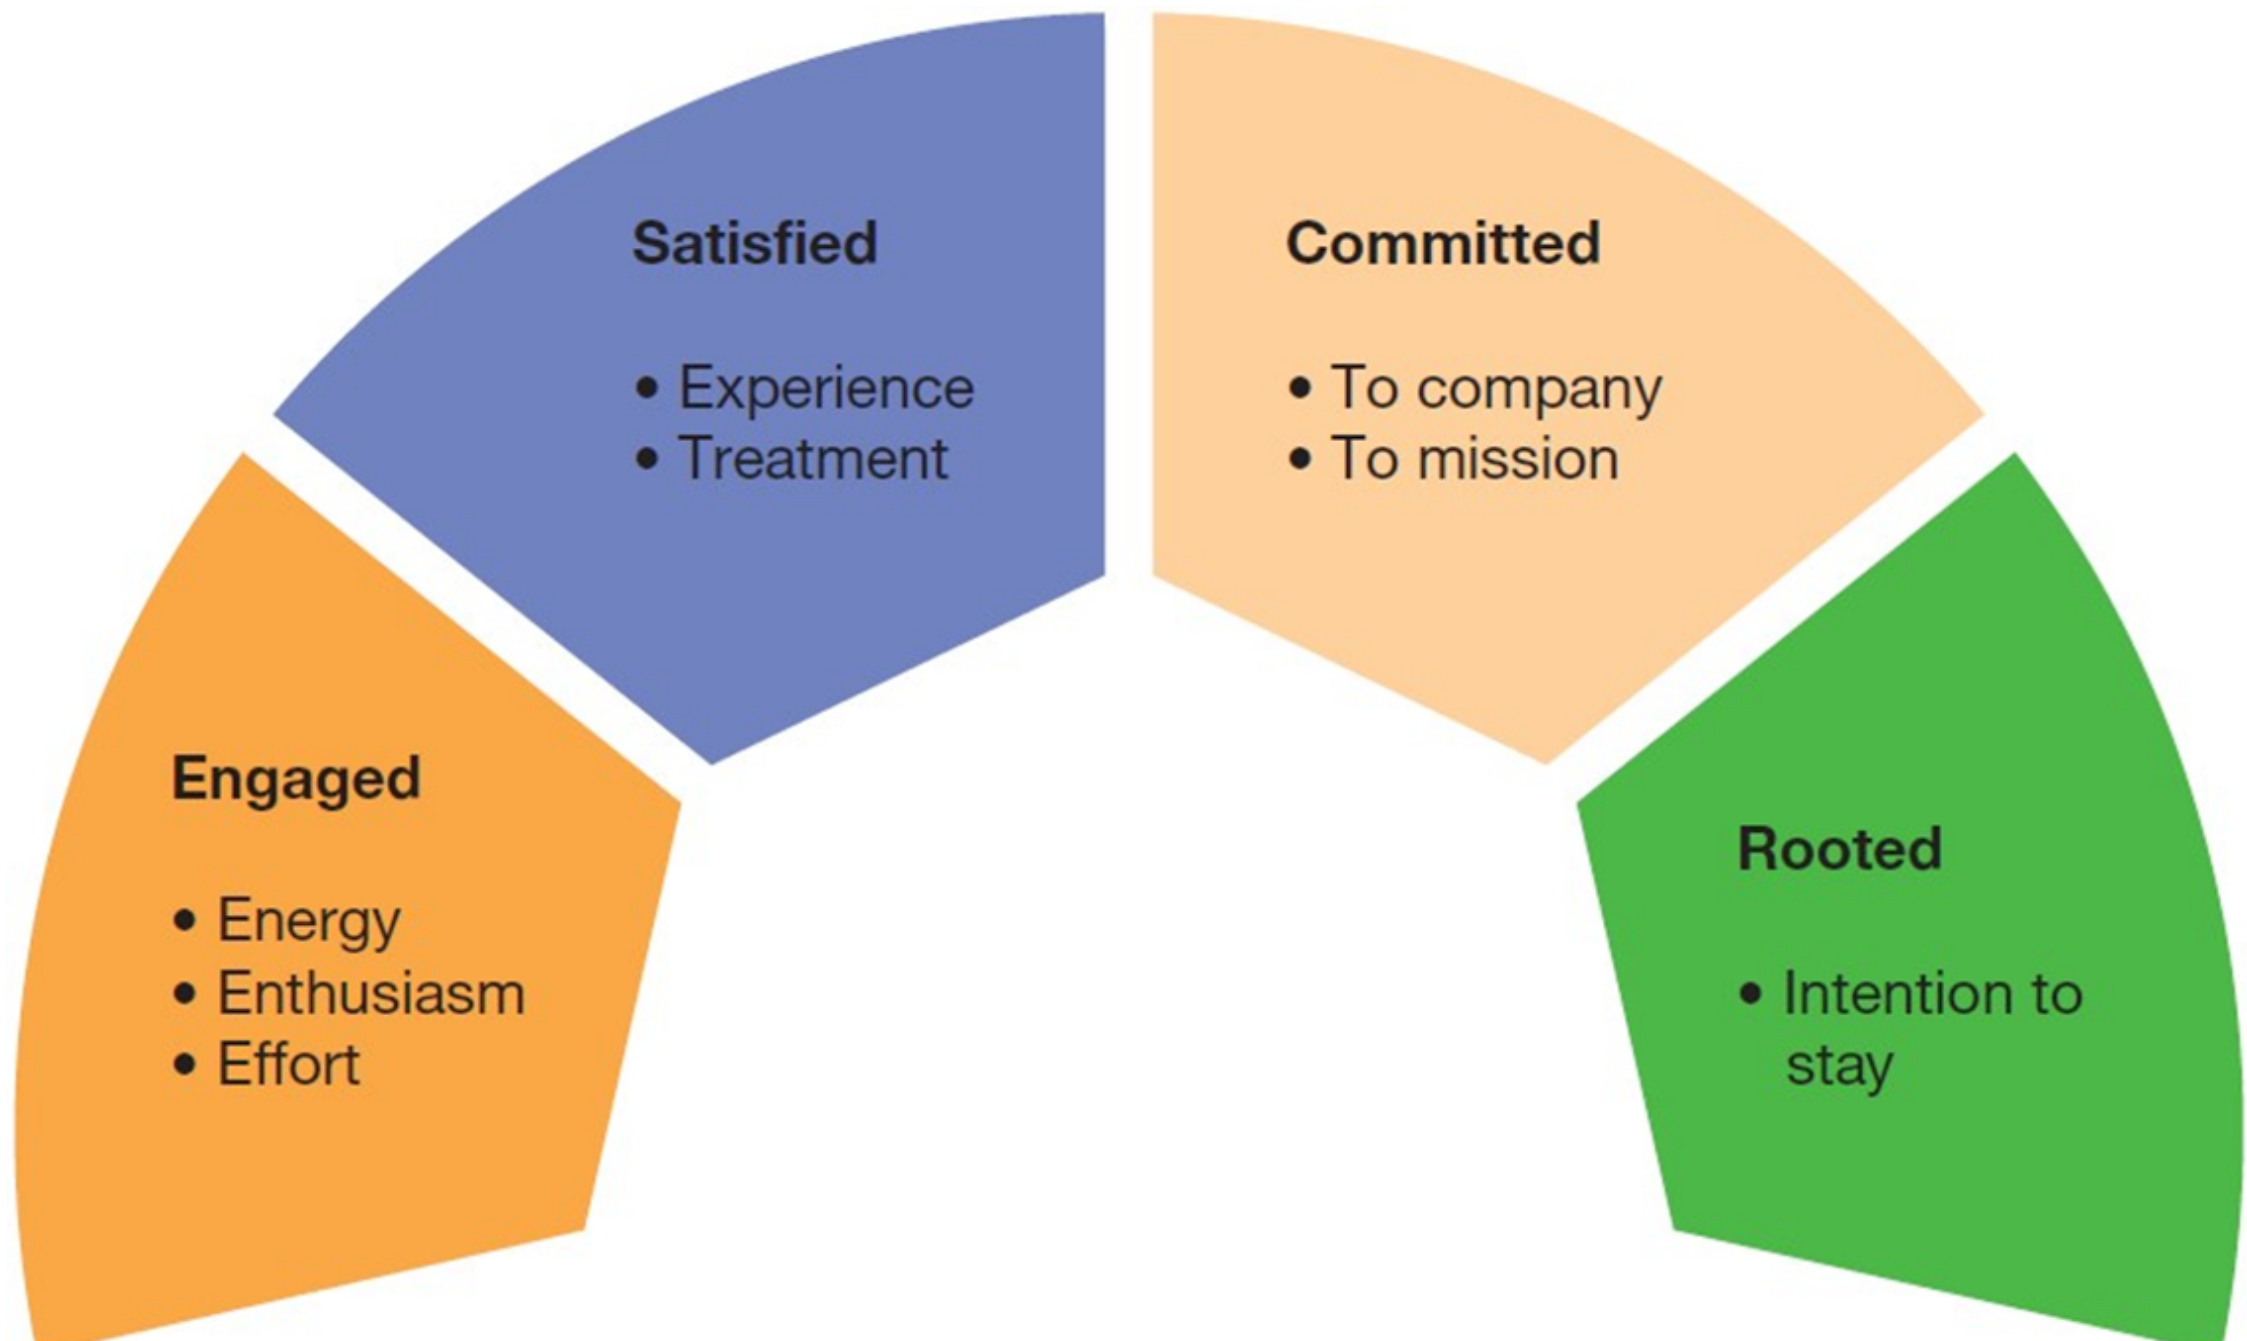 Satisfied
• Experience
• Treatment
Committed
• To company
• To mission
Engaged
• Energy
• Enthusiasm
• Effort
Rooted
• Intention to
stay